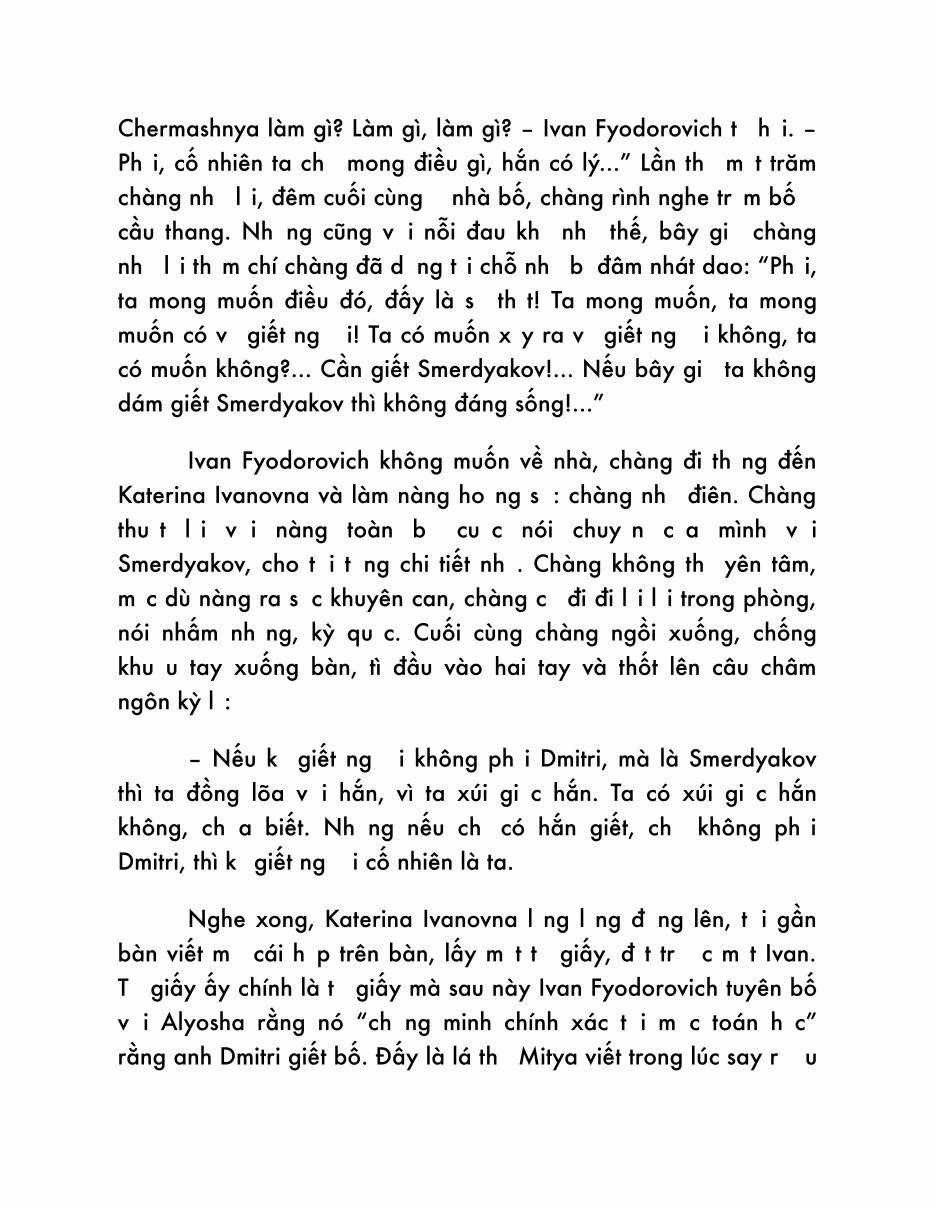 Chermashnya làm gì? Làm gì, làm gì? – Ivan Fyodorovich t h i. –
Ph i, cố nhiên ta ch mong điều gì, hắn có lý...” Lần th m t trăm
chàng nh l i, đêm cuối cùng nhà bố, chàng rình nghe tr m bố
cầu thang. Nh ng cũng v i nỗi đau kh nh thế, bây gi chàng
nh l i th m chí chàng đã d ng t i chỗ nh b đâm nhát dao: “Ph i,
ta mong muốn điều đó, đấy là s th t! Ta mong muốn, ta mong
muốn có v giết ng i! Ta có muốn x y ra v giết ng i không, ta
có muốn không?... Cần giết Smerdyakov!... Nếu bây gi ta không
dám giết Smerdyakov thì không đáng sống!...”
Ivan Fyodorovich không muốn về nhà, chàng đi th ng đến
Katerina Ivanovna và làm nàng ho ng s : chàng nh điên. Chàng
thu t l i v i nàng toàn b cu c nói chuy n c a mình v i
Smerdyakov, cho t i t ng chi tiết nh . Chàng không th yên tâm,
m c dù nàng ra s c khuyên can, chàng c đi đi l i l i trong phòng,
nói nhấm nh ng, kỳ qu c. Cuối cùng chàng ngồi xuống, chống
khu u tay xuống bàn, tì đầu vào hai tay và thốt lên câu châm
ngôn kỳ l :
– Nếu k giết ng i không ph i Dmitri, mà là Smerdyakov
thì ta đồng lõa v i hắn, vì ta xúi gi c hắn. Ta có xúi gi c hắn
không, ch a biết. Nh ng nếu ch có hắn giết, ch không ph i
Dmitri, thì k giết ng i cố nhiên là ta.
Nghe xong, Katerina Ivanovna l ng l ng đ ng lên, t i gần
bàn viết m cái h p trên bàn, lấy m t t giấy, đ t tr c m t Ivan.
T giấy ấy chính là t giấy mà sau này Ivan Fyodorovich tuyên bố
v i Alyosha rằng nó “ch ng minh chính xác t i m c toán h c”
rằng anh Dmitri giết bố. Đấy là lá th Mitya viết trong lúc say r u